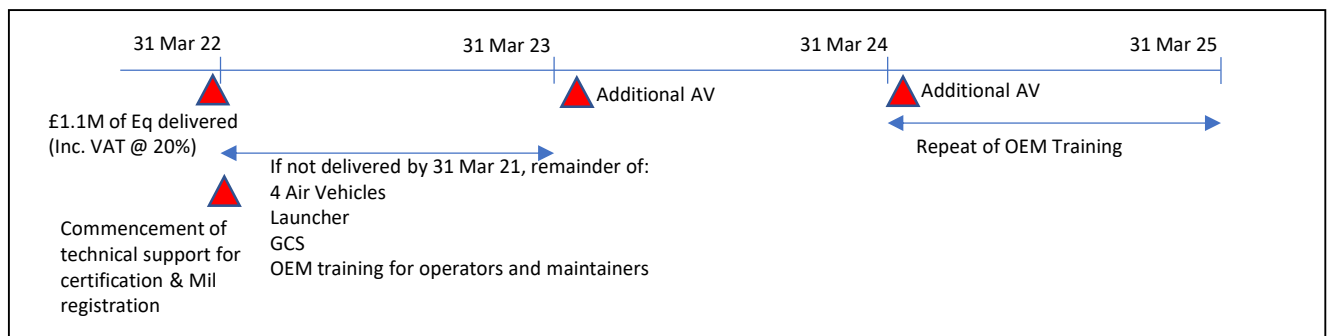 31 Mar 22
31 Mar 23
31 Mar 24
31 Mar 25
£1.1M of Eq delivered
(Inc. VAT @ 20%)
Additional AV
Additional AV
Repeat of OEM Training
If not delivered by 31 Mar 21, remainder of:
4 Air Vehicles
Launcher
GCS
OEM training for operators and maintainers
Commencement of
technical support for
certification & Mil
registration